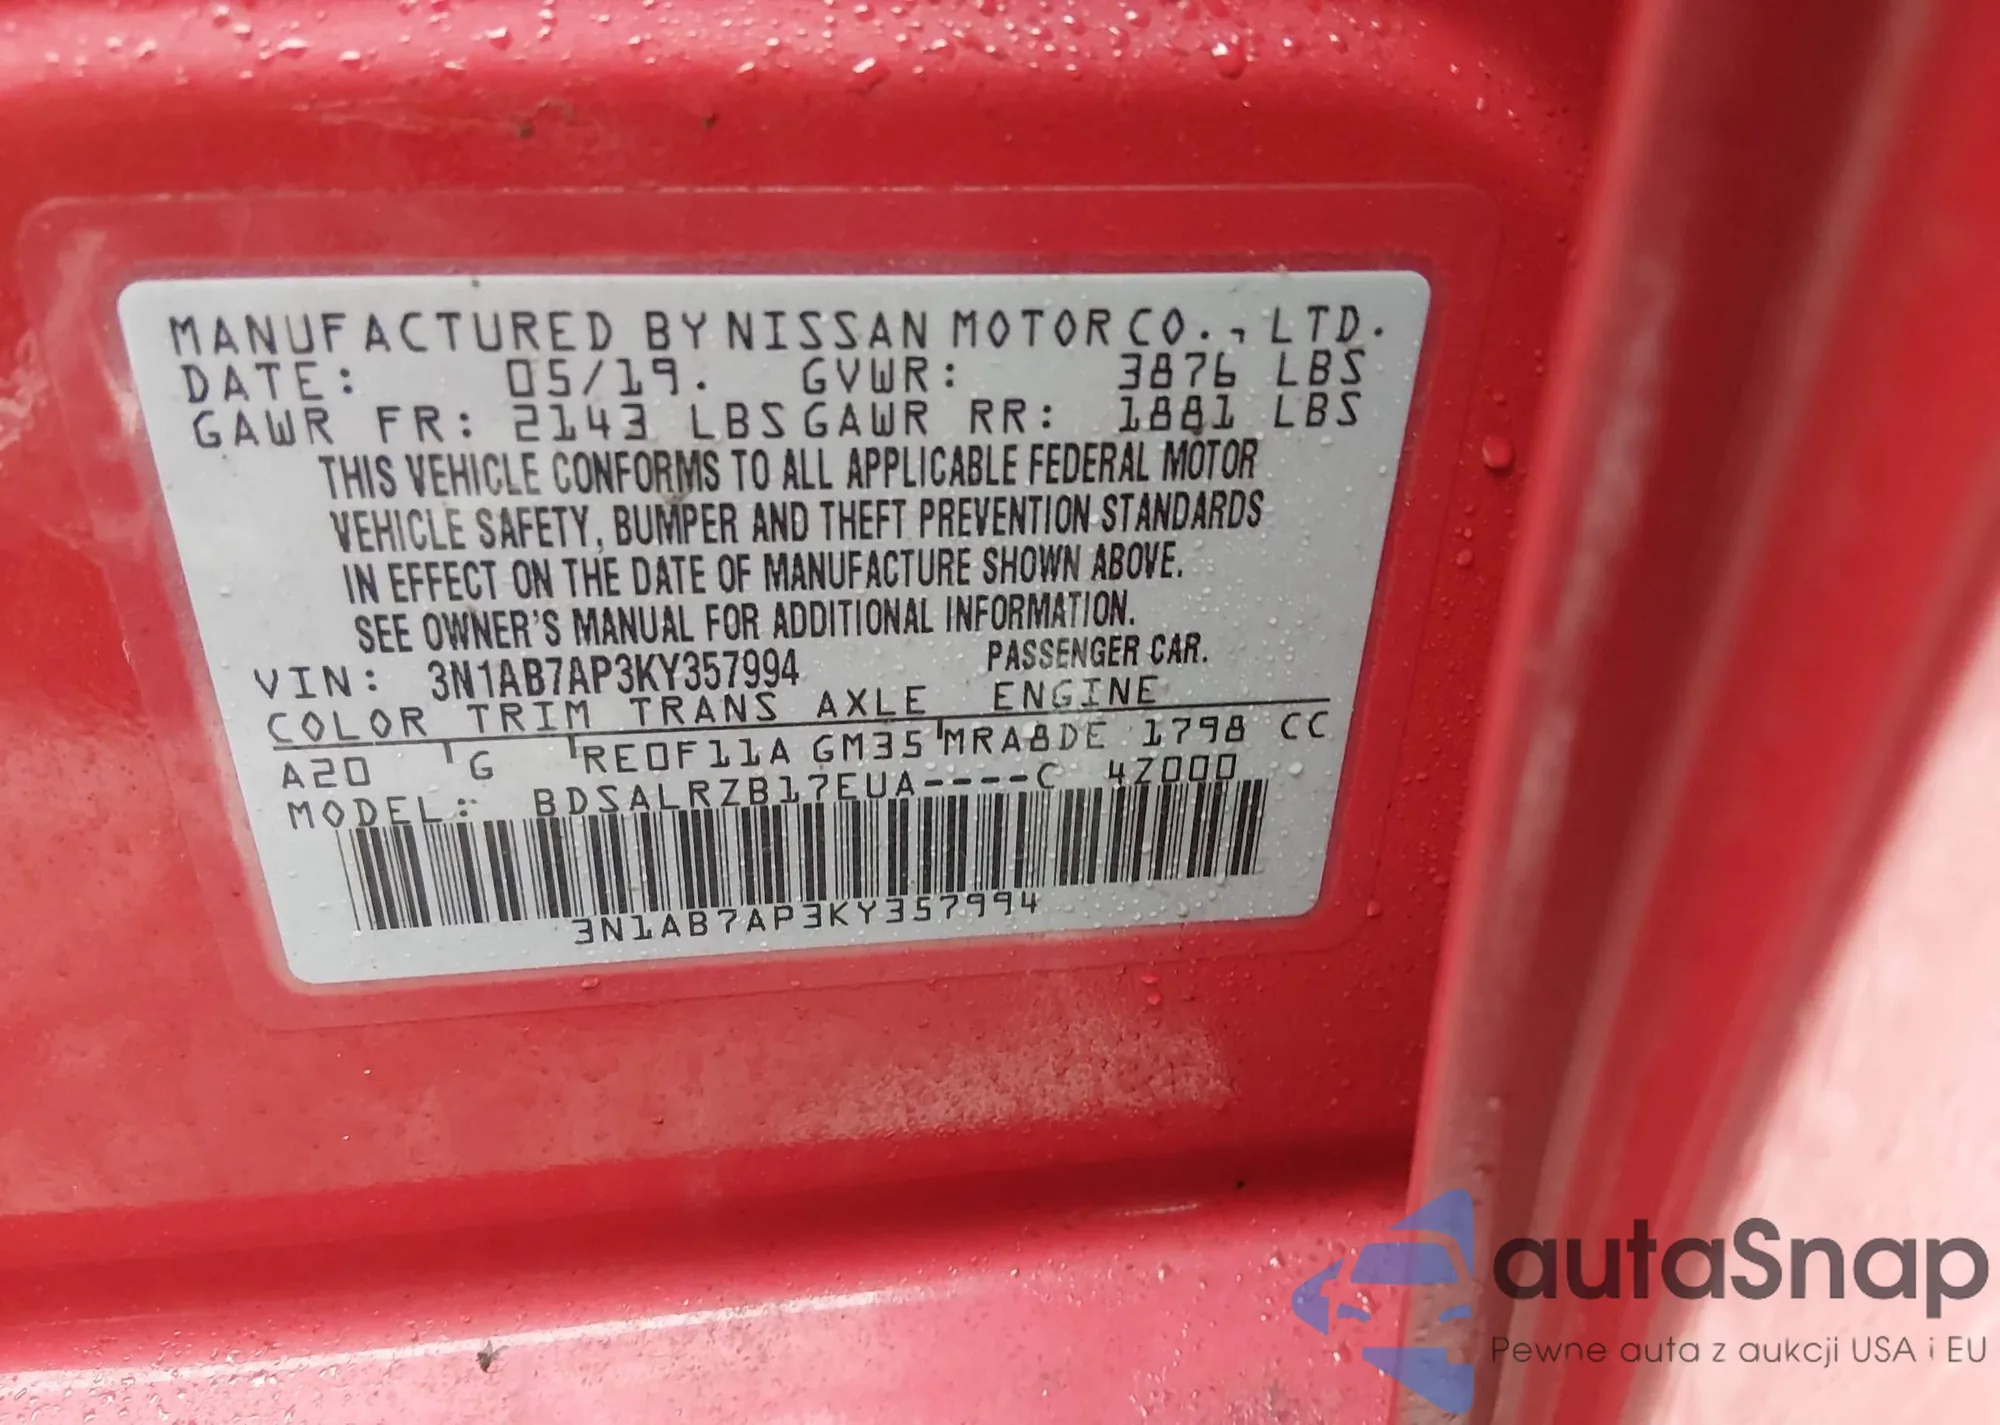 MANUFACTURED BY NISSAN MOTOR CO., LTD.
DATE: 05/19. GVWR: 3876 LBS
GAWR FR: 2143 LBS GAWR RR: 1881 LBS
THIS VEHICLE CONFORMS TO ALL APPLICABLE FEDERAL MOTOR
VEHICLE SAFETY, BUMPER AND THEFT PREVENTION STANDARDS
IN EFFECT ON THE DATE OF MANUFACTURE SHOWN ABOVE.
SEE OWNER'S MANUAL FOR ADDITIONAL INFORMATION.
VIN: 3N1AB7AP3KY357994 PASSENGER CAR.
COLOR TRIM TRANS AXLE ENGINE
A20 G RE0F11A GM35 MRA8DE 1798 CC
MODEL: BDSALRZB17EUA----C 4Z000
3N1AB7AP3KY357994
autaSnap
Pewne auta z aukcji USA i EU